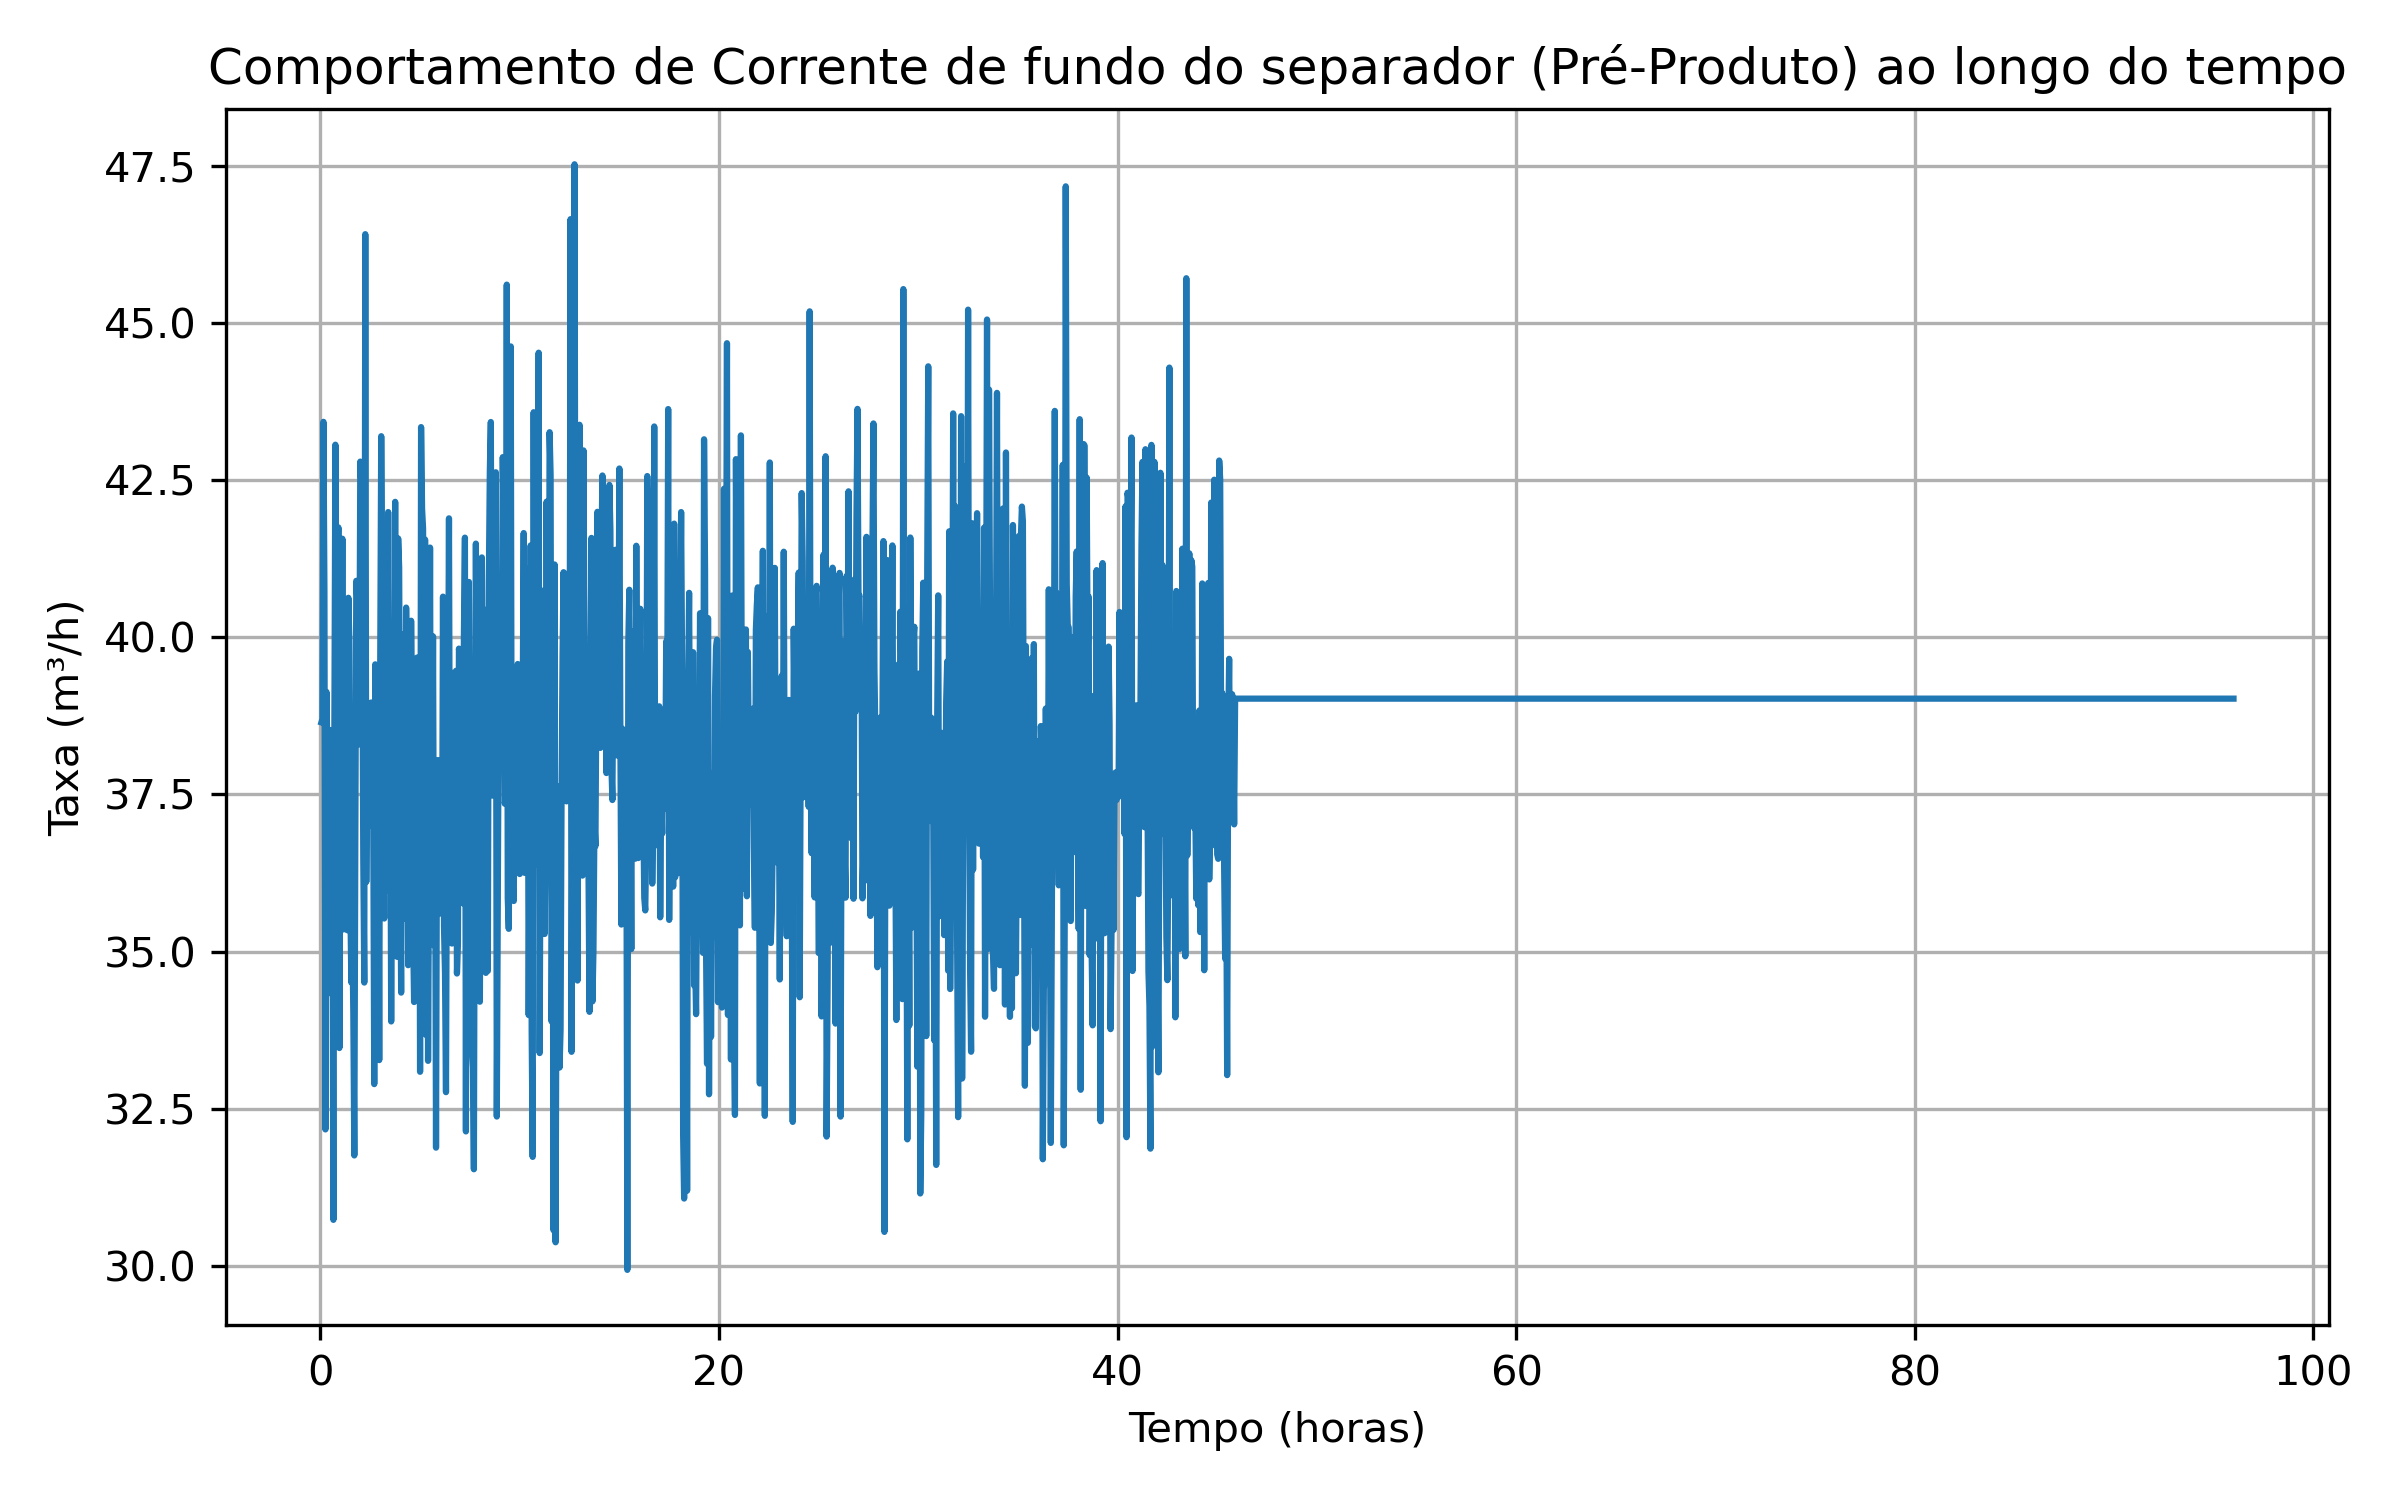 Comportamento de Corrente de fundo do separador (Pré-Produto) ao longo do tempo
47.5
45.0
42.5
40.0
37.5
35.0
32.5
30.0
Taxa (m³/h)
0 20 40 60 80 100
Tempo (horas)